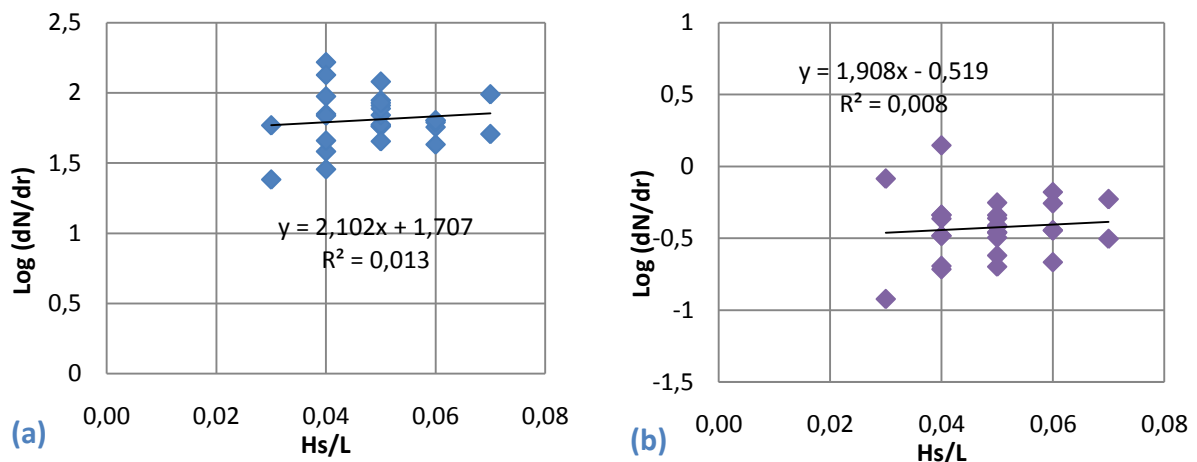 2,5
2
1,5
1
0,5
0
Log (dN/dr)
y = 2,102x + 1,707
R² = 0,013
0,00 0,02 0,04 0,06 0,08
Hs/L
(a)
1
0,5
0
-0,5
-1
-1,5
Log (dN/dr)
y = 1,908x - 0,519
R² = 0,008
0,00 0,02 0,04 0,06 0,08
Hs/L
(b)